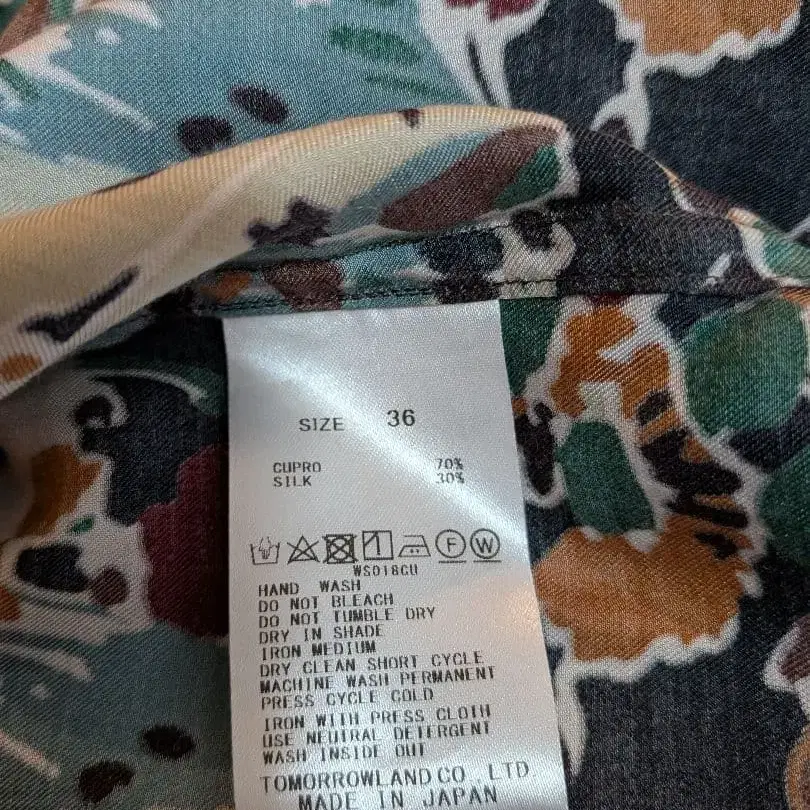 SIZE 36
CUPRO 70%
SILK 30%
F W
WS018CU
HAND WASH
DO NOT BLEACH
DO NOT TUMBLE DRY
DRY IN SHADE
IRON MEDIUM
DRY CLEAN SHORT CYCLE
MACHINE WASH PERMANENT
PRESS CYCLE COLD
IRON WITH PRESS CLOTH
USE NEUTRAL DETERGENT
WASH INSIDE OUT
TOMORROWLAND CO., LTD.
MADE IN JAPAN